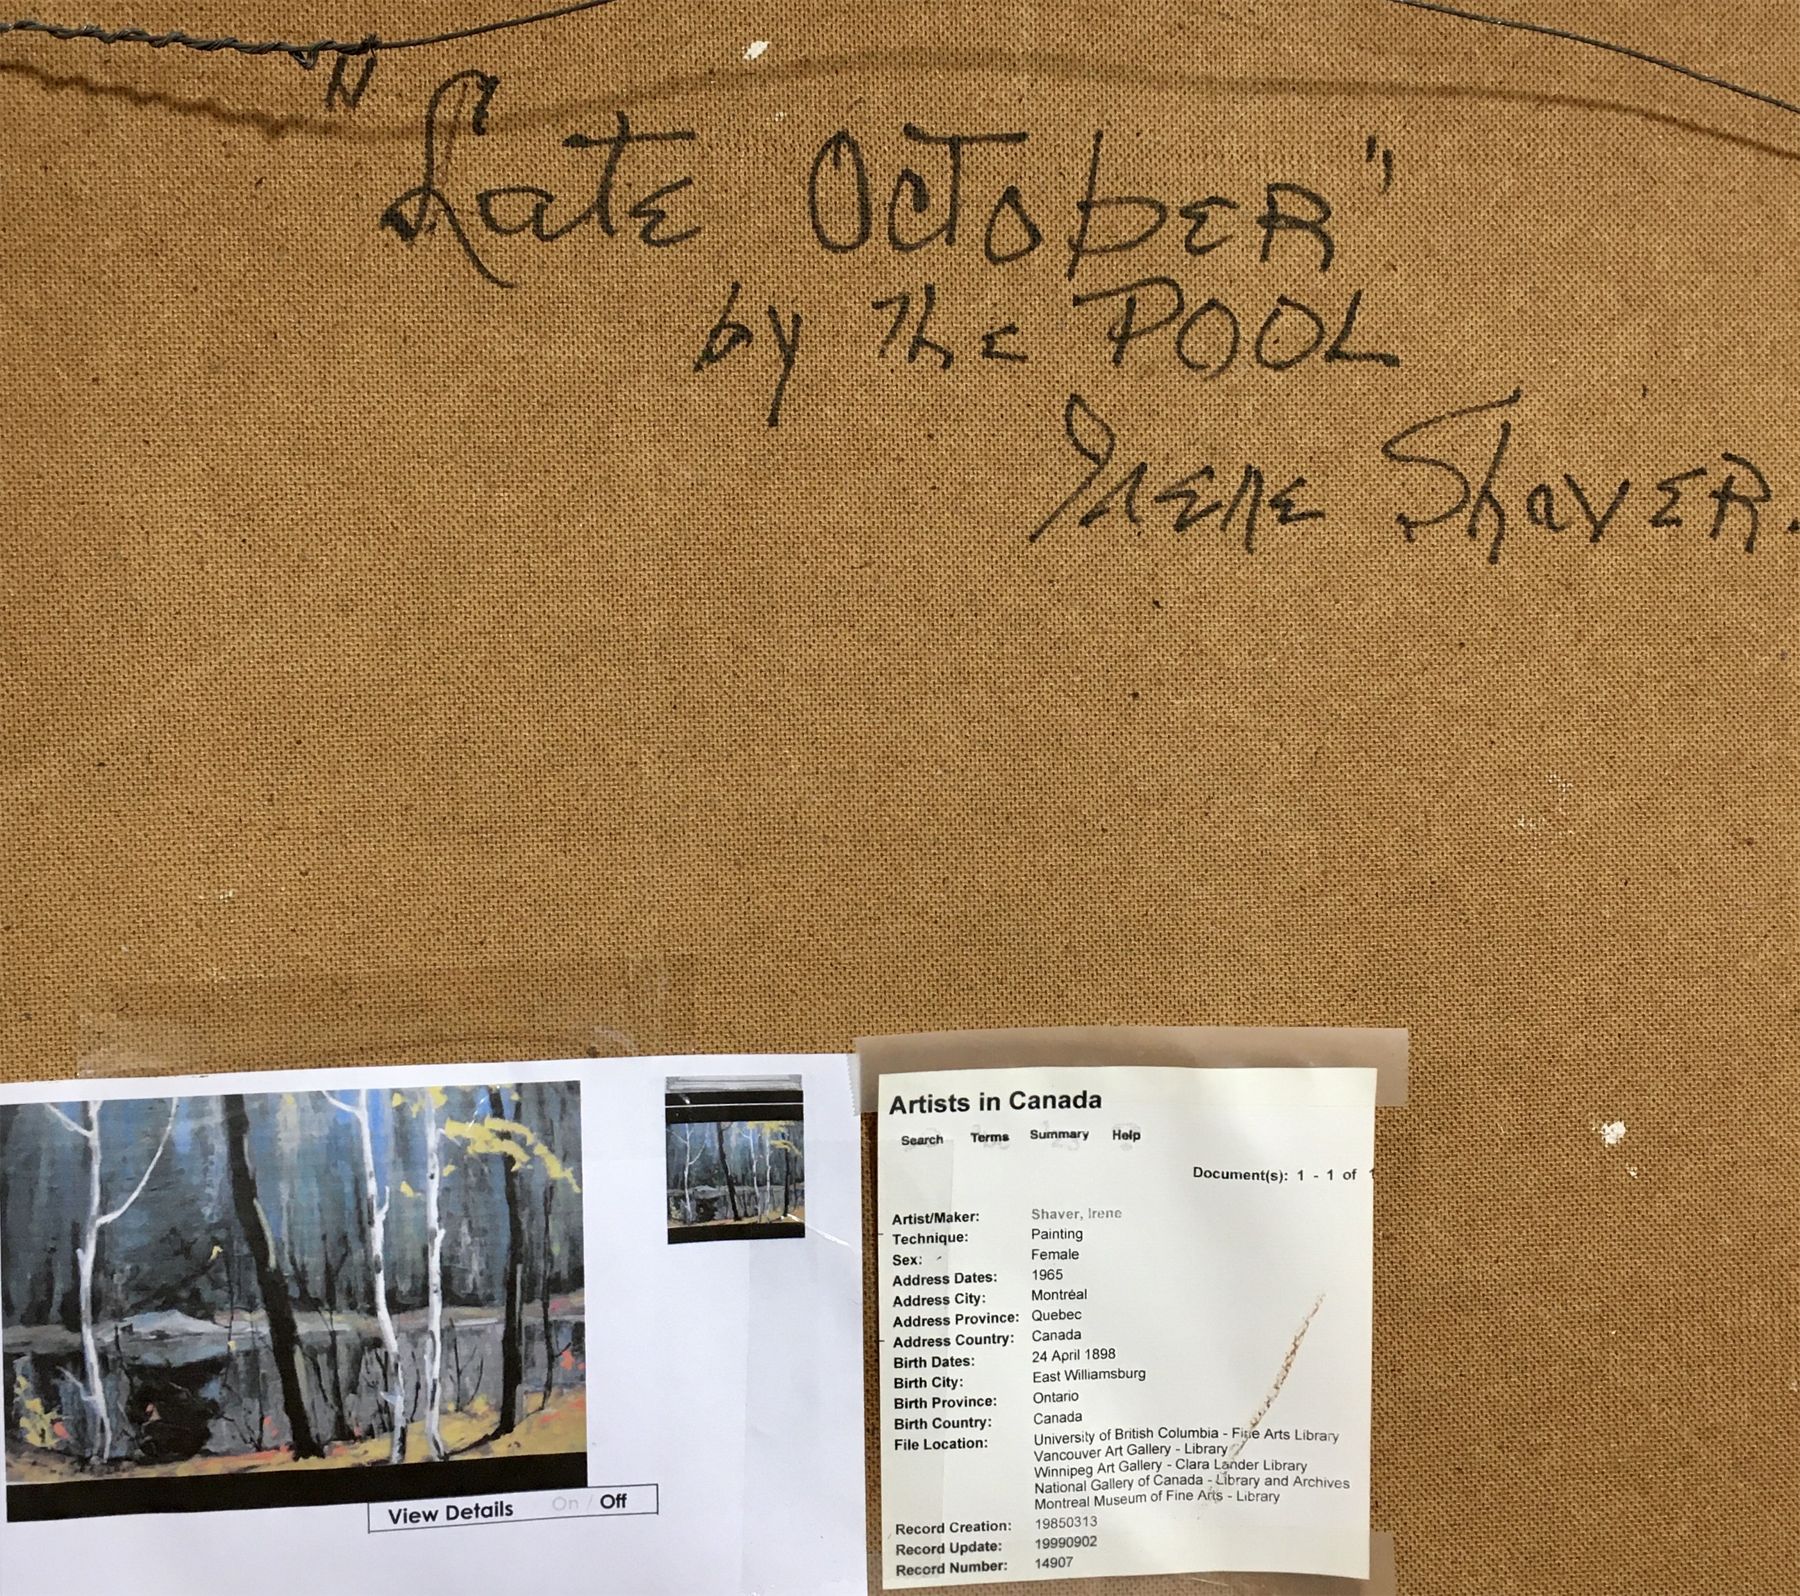 "Late October"
by the POOL
Irene Shaver.
View Details On / Off
Artists in Canada
Search Terms Summary Help
Document(s): 1 - 1 of 1
Artist/Maker: Shaver, Irene
Technique: Painting
Sex: Female
Address Dates: 1965
Address City: Montréal
Address Province: Quebec
Address Country: Canada
Birth Dates: 24 April 1898
Birth City: East Williamsburg
Birth Province: Ontario
Birth Country: Canada
File Location: University of British Columbia - Fine Arts Library
Vancouver Art Gallery - Library
Winnipeg Art Gallery - Clara Lander Library
National Gallery of Canada - Library and Archives
Montreal Museum of Fine Arts - Library
Record Creation: 19850313
Record Update: 19990902
Record Number: 14907